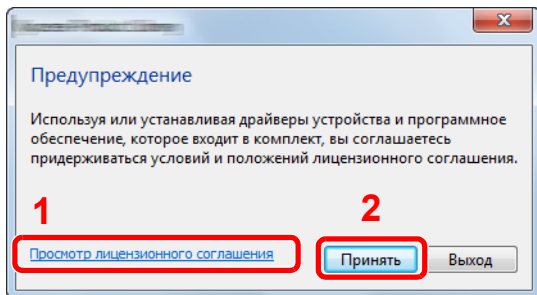 Предупреждение
Используя или устанавливая драйверы устройства и программное
обеспечение, которое входит в комплект, вы соглашаетесь
придерживаться условий и положений лицензионного соглашения.
1
2
Просмотр лицензионного соглашения
Принять
Выход